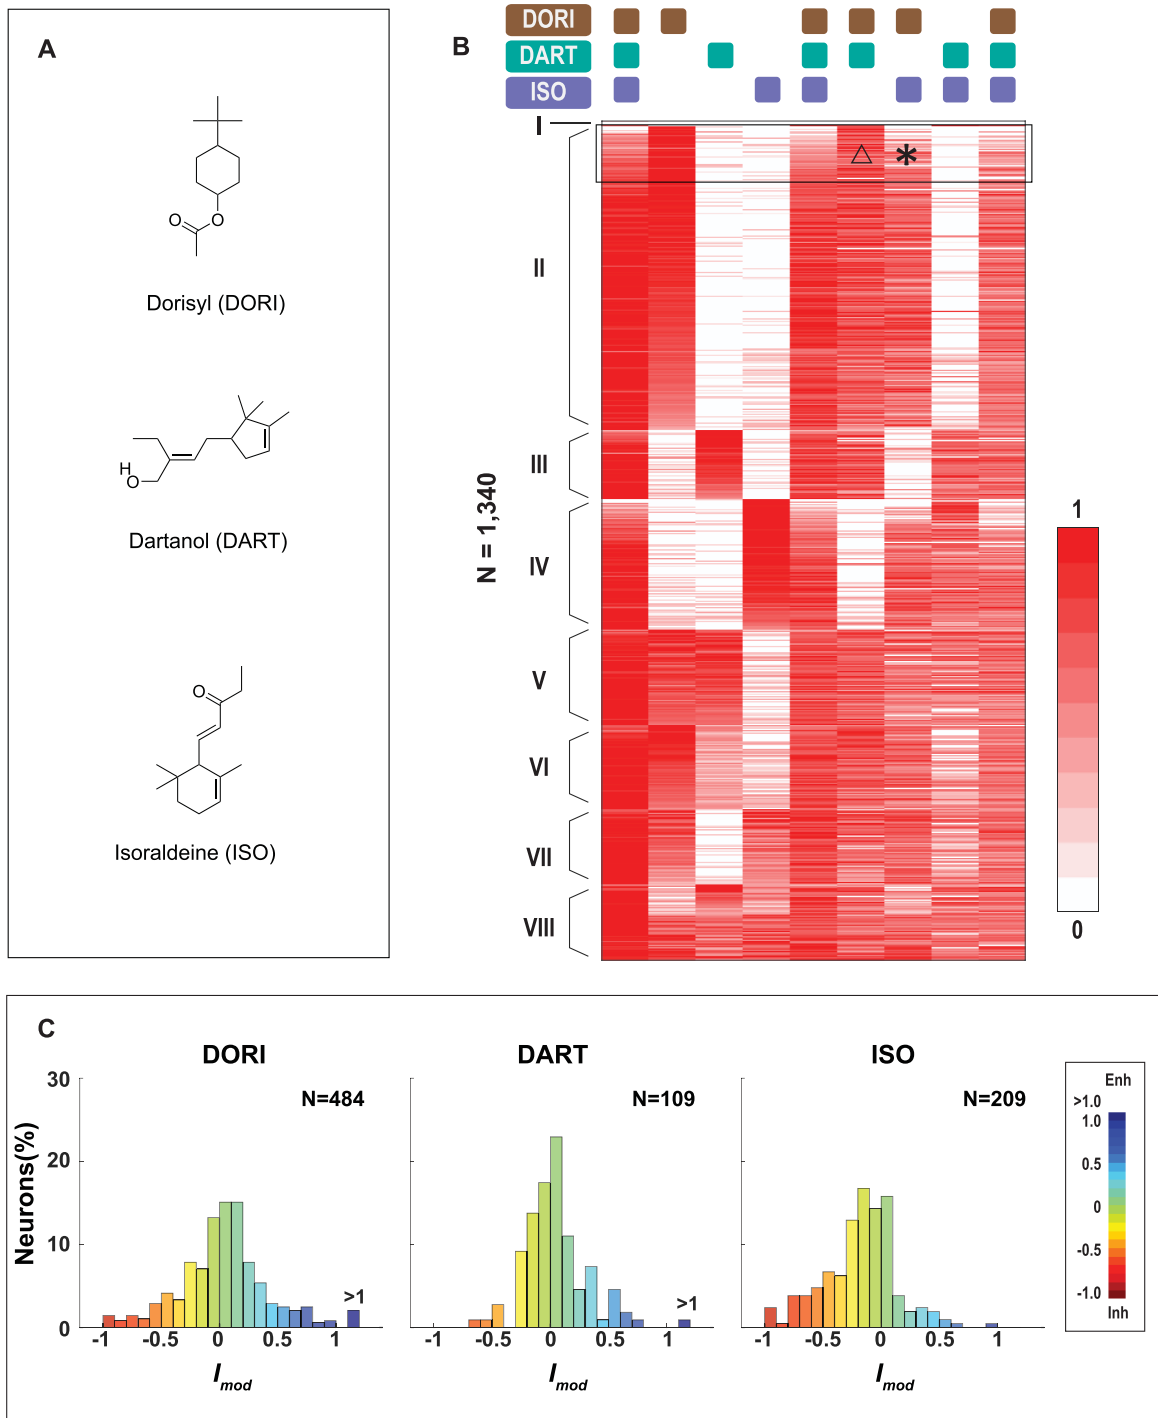 A
O
O
Dorisyl (DORI)
H
O
Dartanol (DART)
O
Isoraldeine (ISO)
B
DORI
DART
ISO
I
II
III
IV
V
VI
VII
VIII
N = 1,340
△ *
1
0
C
DORI
DART
ISO
N=484
N=109
N=209
Neurons(%)
30
20
10
0
-1 -0.5 0 0.5 1
>1
Imod
-1 -0.5 0 0.5 1
>1
Imod
-1 -0.5 0 0.5 1
Imod
Enh
>1.0
1.0
0.5
0
-0.5
-1.0
Inh